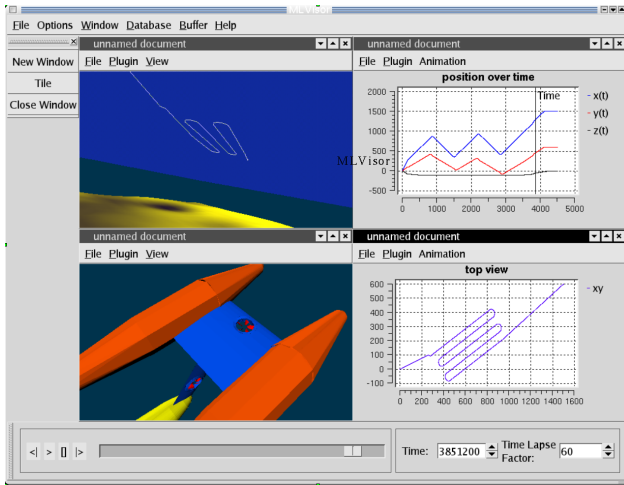 MLVisor
File Options Window Database Buffer Help
New Window
Tile
Close Window
unnamed document
File Plugin View
unnamed document
File Plugin Animation
position over time
2000
1500
1000
500
0
-500
0 1000 2000 3000 4000 5000
Time
x(t)
y(t)
z(t)
MLVisor
unnamed document
File Plugin View
unnamed document
File Plugin Animation
top view
600
500
400
300
200
100
0
-100
0 200 400 600 800 1000 1200 1400 1600
xy
<| > [] |>
Time: 3851200
Time Lapse Factor: 60